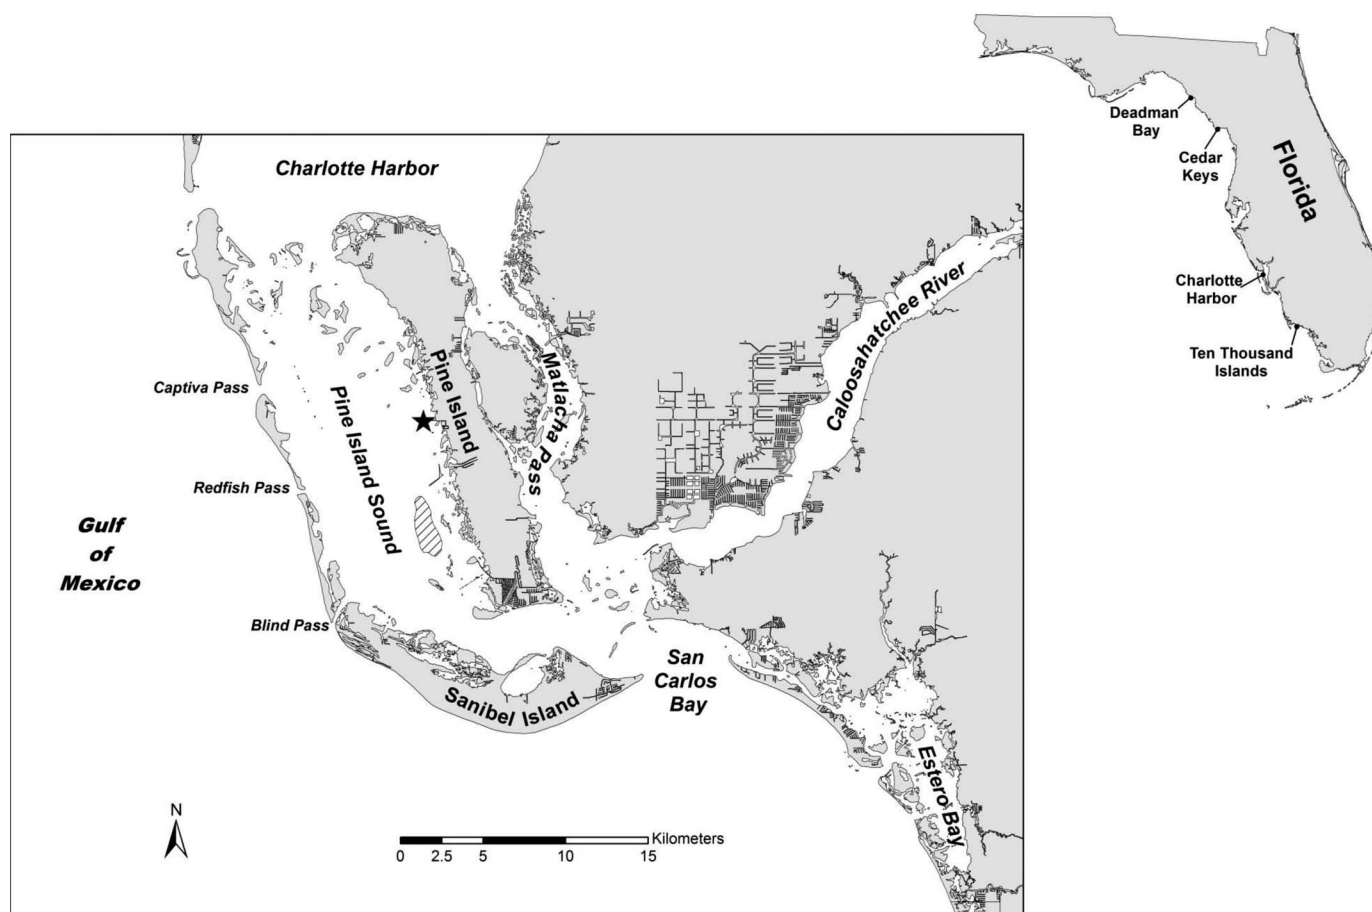 Deadman
Bay
Cedar
Keys
Florida
Charlotte
Harbor
Ten Thousand
Islands
Charlotte Harbor
Caloosahatchee River
Matlacha Pass
Pine Island
Captiva Pass
Pine Island Sound
Redfish Pass
Gulf
of
Mexico
Blind Pass
San
Carlos
Bay
Sanibel Island
Estero Bay
N
Kilometers
0 2.5 5 10 15